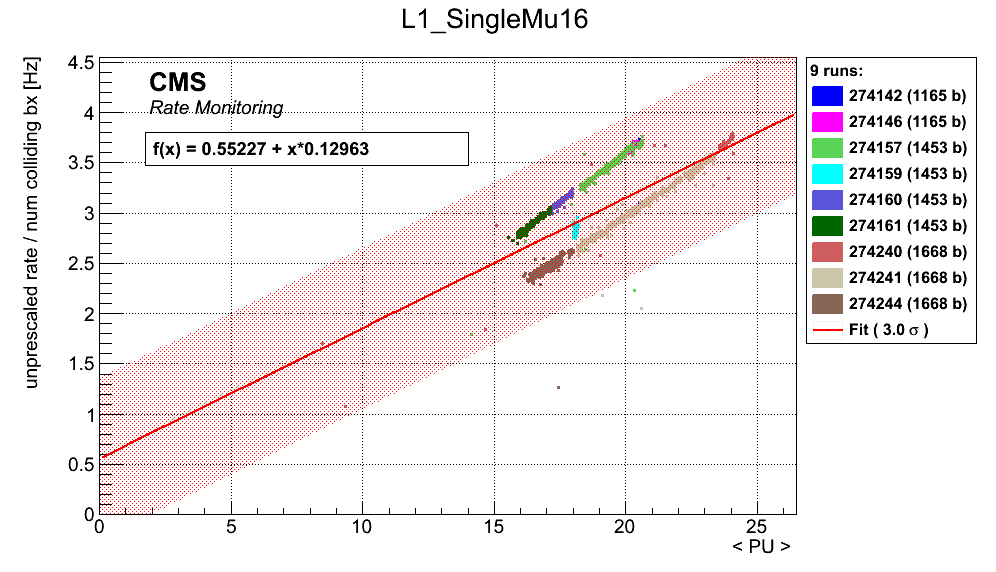 L1_SingleMu16
unprescaled rate / num colliding bx [Hz]
4.5
4
3.5
3
2.5
2
1.5
1
0.5
0
CMS
Rate Monitoring
f(x) = 0.55227 + x*0.12963
0 5 10 15 20 25
< PU >
9 runs:
274142 (1165 b)
274146 (1165 b)
274157 (1453 b)
274159 (1453 b)
274160 (1453 b)
274161 (1453 b)
274240 (1668 b)
274241 (1668 b)
274244 (1668 b)
Fit ( 3.0 σ )